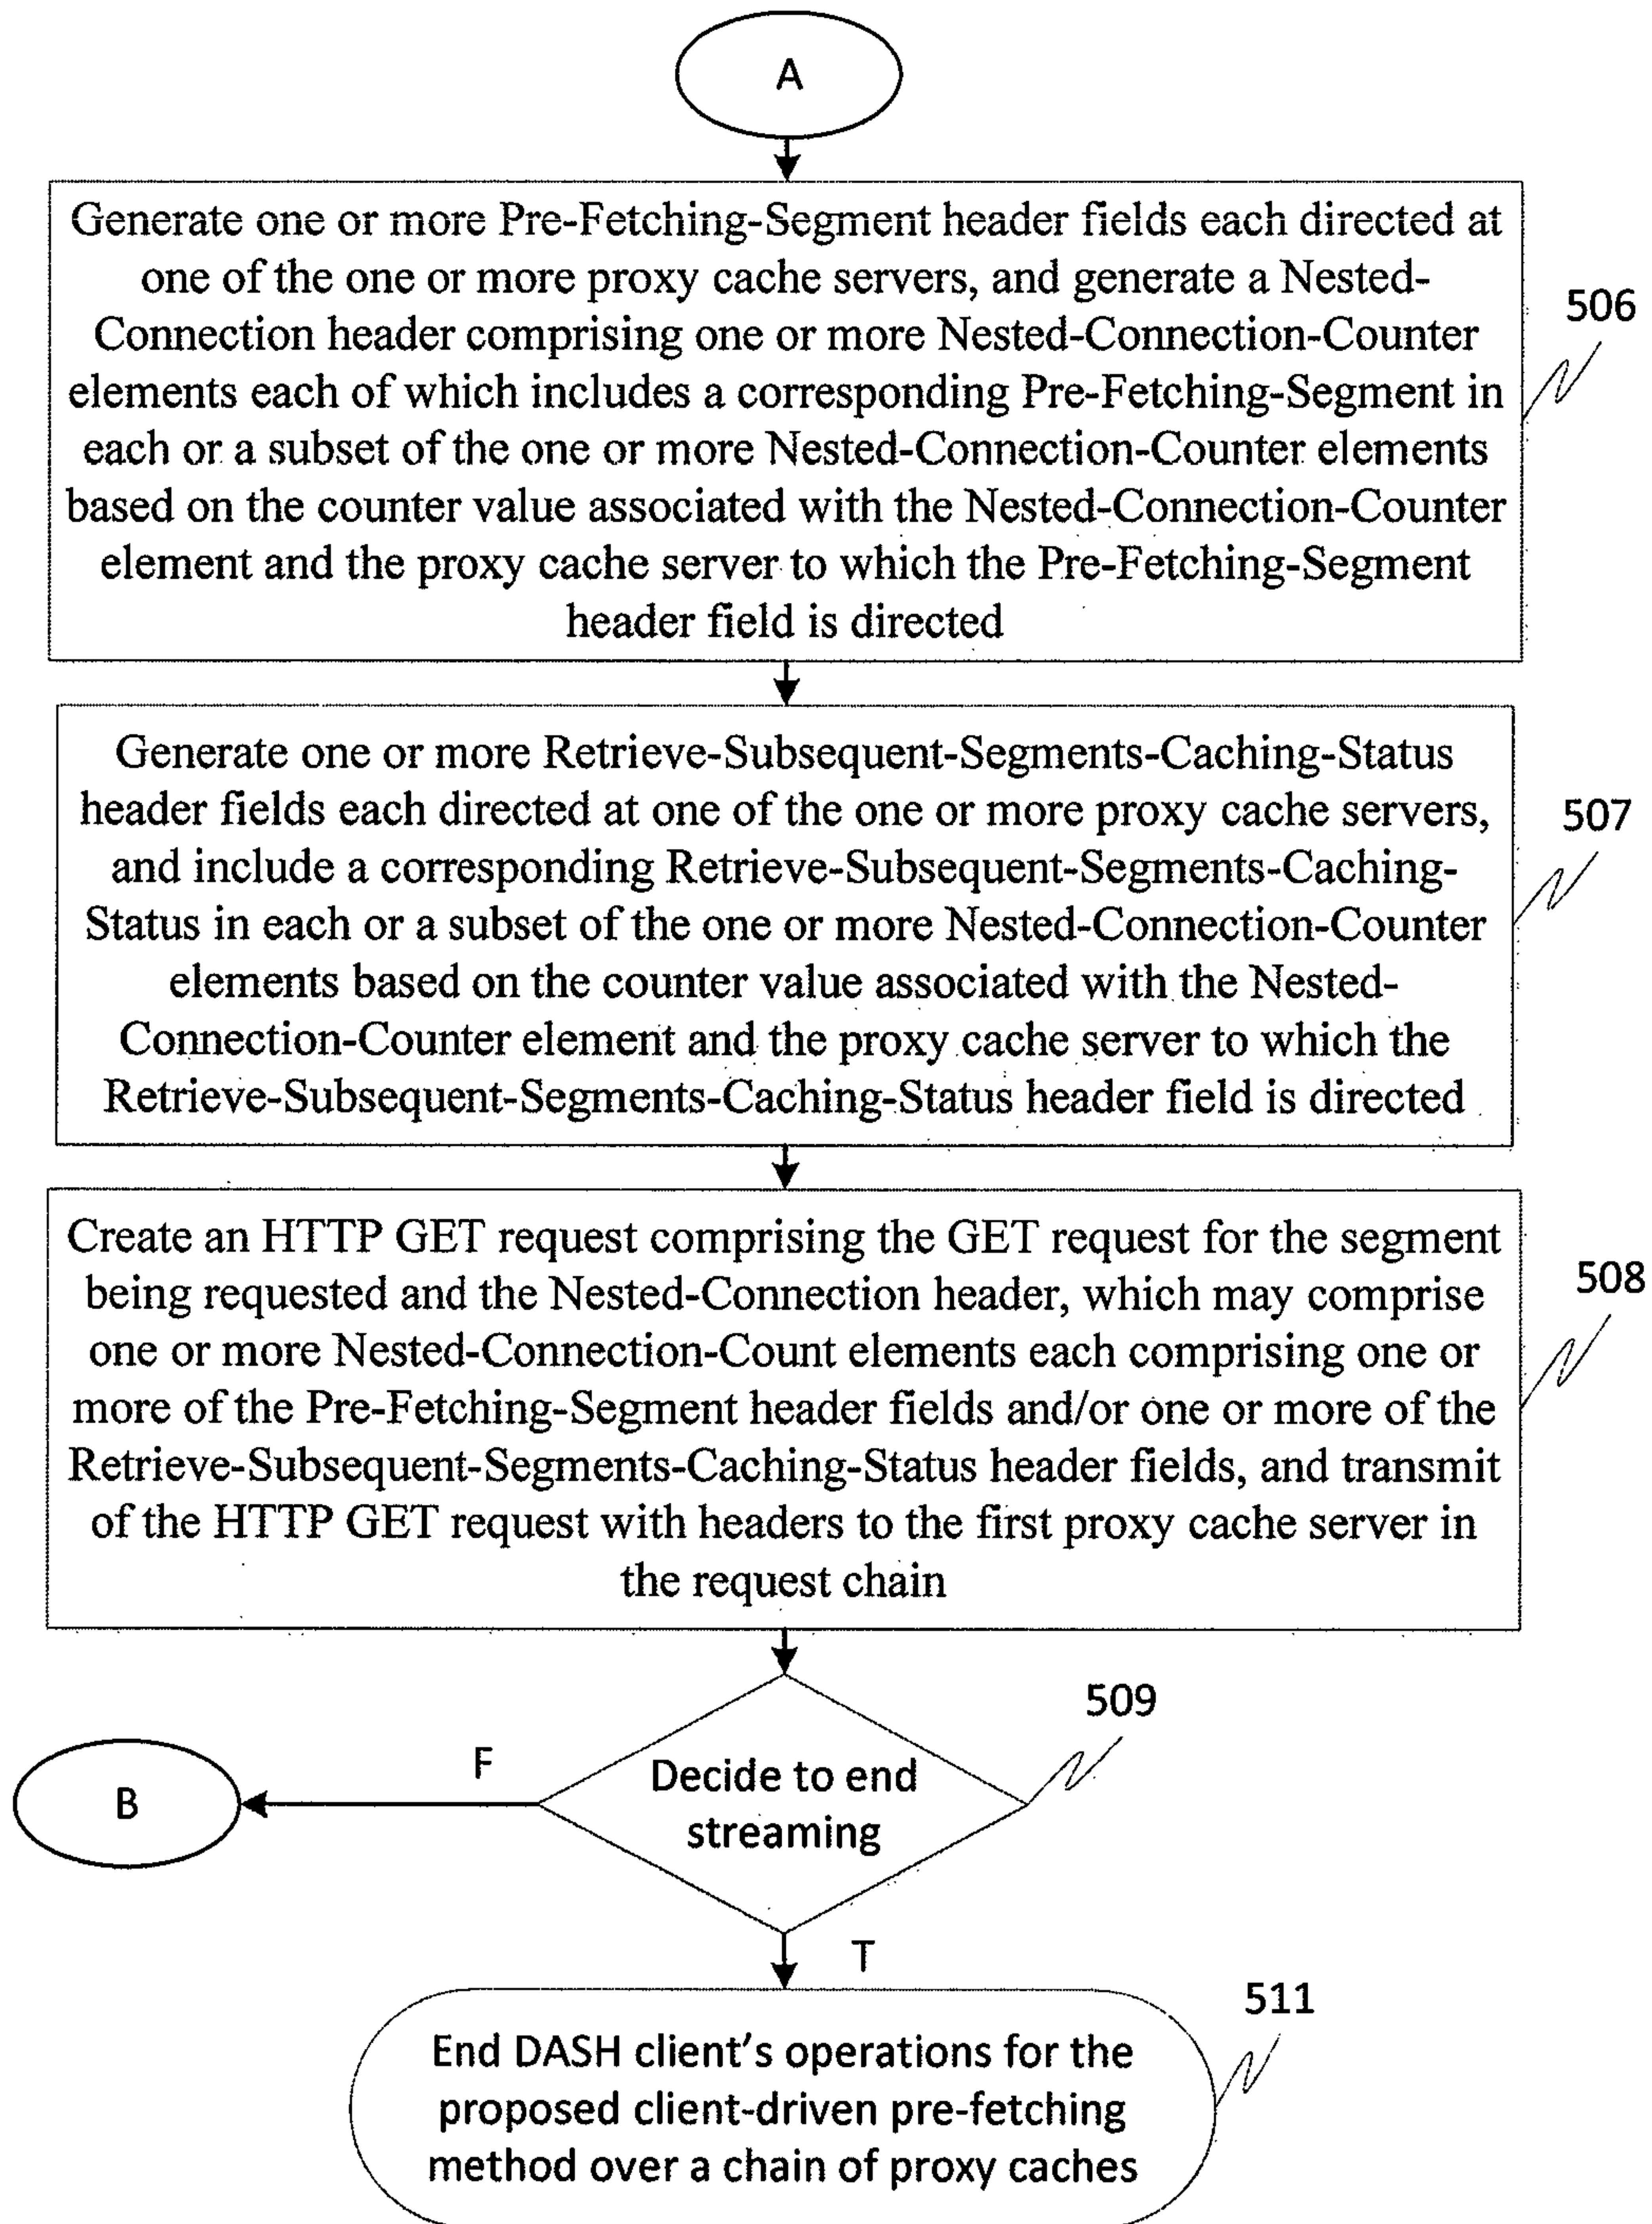 A
Generate one or more Pre-Fetching-Segment header fields each directed at
one of the one or more proxy cache servers, and generate a Nested-
Connection header comprising one or more Nested-Connection-Counter
elements each of which includes a corresponding Pre-Fetching-Segment in
each or a subset of the one or more Nested-Connection-Counter elements
based on the counter value associated with the Nested-Connection-Counter
element and the proxy cache server to which the Pre-Fetching-Segment
header field is directed
506
Generate one or more Retrieve-Subsequent-Segments-Caching-Status
header fields each directed at one of the one or more proxy cache servers,
and include a corresponding Retrieve-Subsequent-Segments-Caching-
Status in each or a subset of the one or more Nested-Connection-Counter
elements based on the counter value associated with the Nested-
Connection-Counter element and the proxy cache server to which the
Retrieve-Subsequent-Segments-Caching-Status header field is directed
507
Create an HTTP GET request comprising the GET request for the segment
being requested and the Nested-Connection header, which may comprise
one or more Nested-Connection-Count elements each comprising one or
more of the Pre-Fetching-Segment header fields and/or one or more of the
Retrieve-Subsequent-Segments-Caching-Status header fields, and transmit
of the HTTP GET request with headers to the first proxy cache server in
the request chain
508
Decide to end
streaming
509
F
B
T
End DASH client's operations for the
proposed client-driven pre-fetching
method over a chain of proxy caches
511